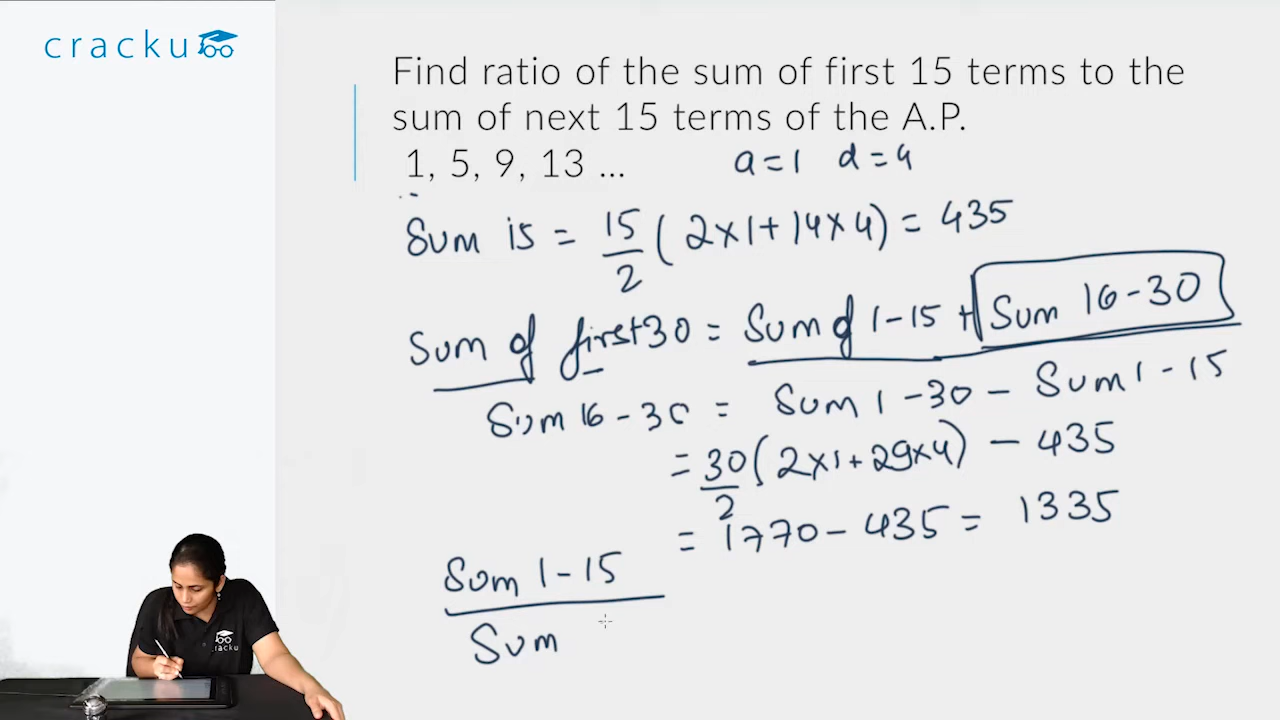 cracku
Find ratio of the sum of first 15 terms to the
sum of next 15 terms of the A.P.
1, 5, 9, 13 ... a = 1 d = 4
Sum 15 = 15/2 ( 2×1+14×4) = 435
Sum of first 30 = Sum of 1-15 + Sum 16-30
Sum 16-30 = Sum 1-30 - Sum 1-15
= 30/2 (2×1+29×4) - 435
= 1770 - 435 = 1335
Sum 1-15
Sum
cracku